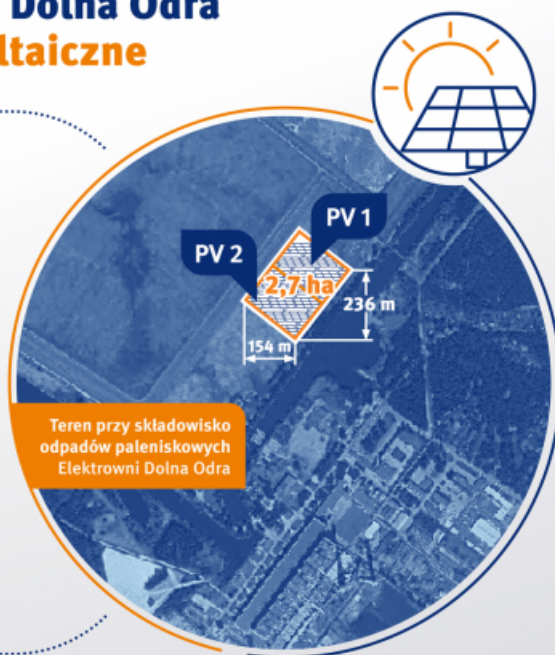 Dolna Odra
ltaiczne
PV 1
PV 2
2,7 ha
236 m
154 m
Teren przy składowisko
odpadów paleniskowych
Elektrowni Dolna Odra